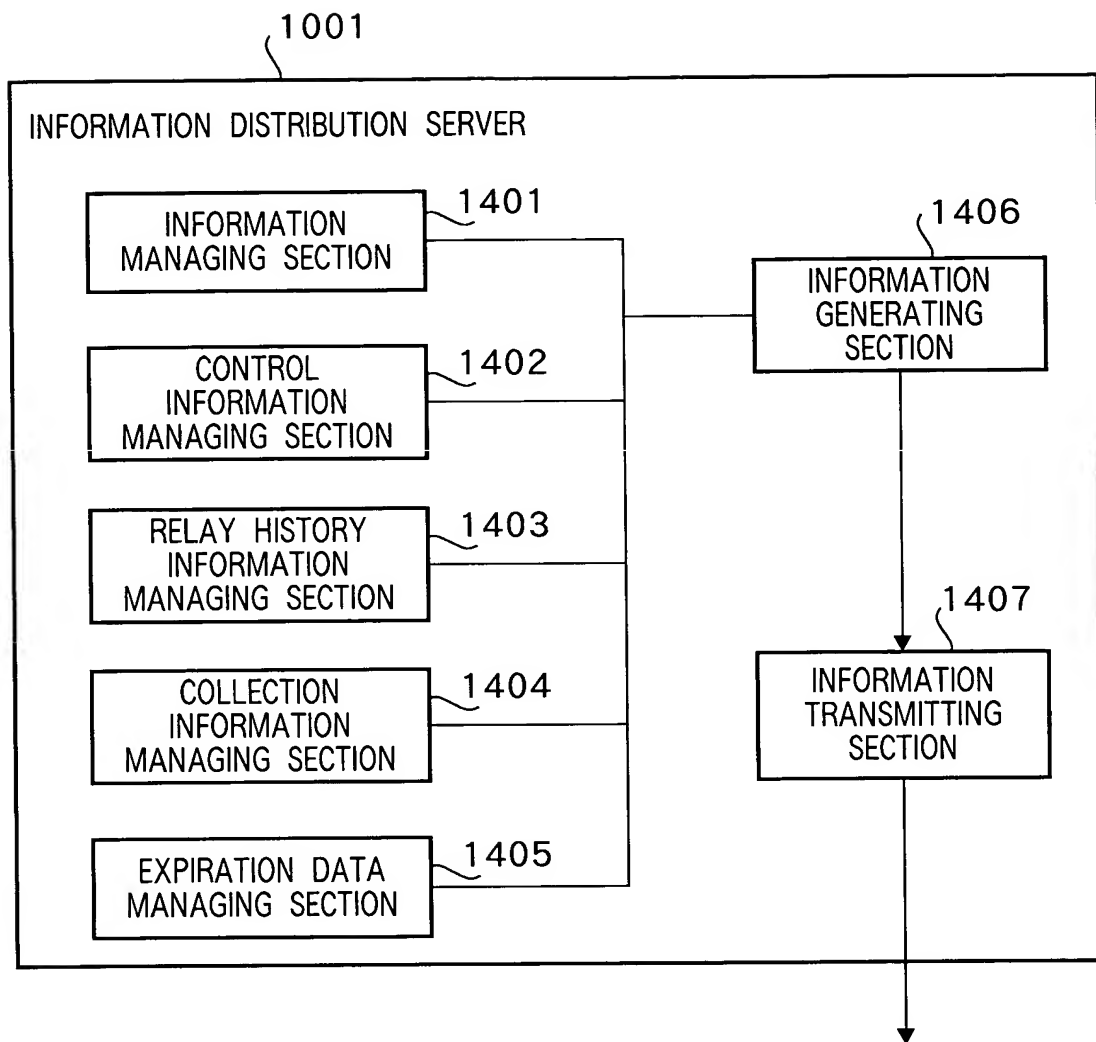 1001
INFORMATION DISTRIBUTION SERVER
1401
INFORMATION
MANAGING SECTION
1402
CONTROL
INFORMATION
MANAGING SECTION
1403
RELAY HISTORY
INFORMATION
MANAGING SECTION
1404
COLLECTION
INFORMATION
MANAGING SECTION
1405
EXPIRATION DATA
MANAGING SECTION
1406
INFORMATION
GENERATING
SECTION
1407
INFORMATION
TRANSMITTING
SECTION